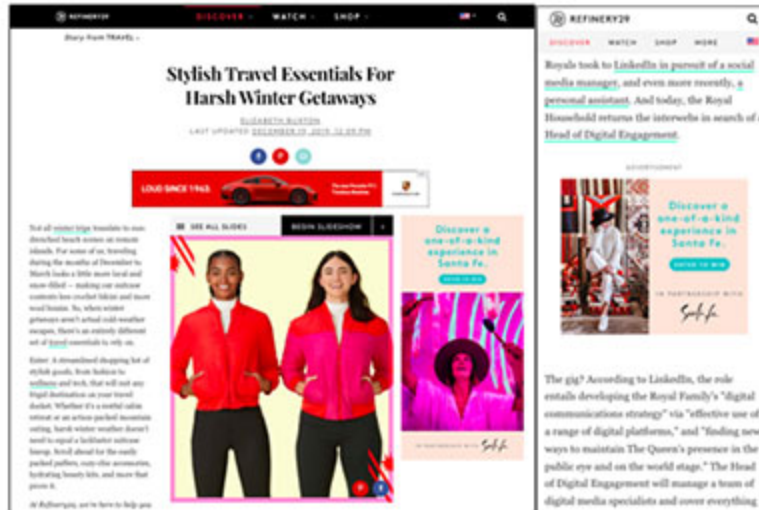 REFINERY29
DISCOVER
WATCH
SHOP
Story from TRAVEL
Stylish Travel Essentials For
Harsh Winter Getaways
ELIZABETH BUXTON
LAST UPDATED DECEMBER 19, 2019, 12:09 PM
LOUD SINCE 1963.
Not all winter trips translate to sun-
drenched beach scenes on remote
islands. For some of us, traveling
during the months of December to
March looks a little more local and
snow-filled — making our suitcase
contents less crochet bikini and more
wool beanie. So, when winter
getaways aren't actual cold-weather
escapes, there's an entirely different
set of travel essentials to rely on.
Enter: A streamlined shopping list of
stylish goods, from fashion to
wellness and tech, that will suit any
frigid destination on your travel
docket. Whether it's a restful cabin
retreat or an action-packed mountain
outing, harsh winter weather doesn't
need to equal a lackluster suitcase
lineup. Scroll ahead for the easily
packed puffers, cozy-chic accessories,
hydrating beauty kits, and more that
prove it.
At Refinery29, we're here to help you
SEE ALL SLIDES
BEGIN SLIDESHOW
Discover a
one-of-a-kind
experience in
Santa Fe.
ENTER TO WIN
IN PARTNERSHIP WITH
Santa Fe
REFINERY29
DISCOVER
WATCH
SHOP
MORE
Royals took to LinkedIn in pursuit of a social
media manager, and even more recently, a
personal assistant. And today, the Royal
Household returns the interwebs in search of a
Head of Digital Engagement.
ADVERTISEMENT
Discover a
one-of-a-kind
experience in
Santa Fe.
ENTER TO WIN
IN PARTNERSHIP WITH
Santa Fe
The gig? According to LinkedIn, the role
entails developing the Royal Family's "digital
communications strategy" via "effective use of
a range of digital platforms," and "finding new
ways to maintain The Queen's presence in the
public eye and on the world stage." The Head
of Digital Engagement will manage a team of
digital media specialists and cover everything